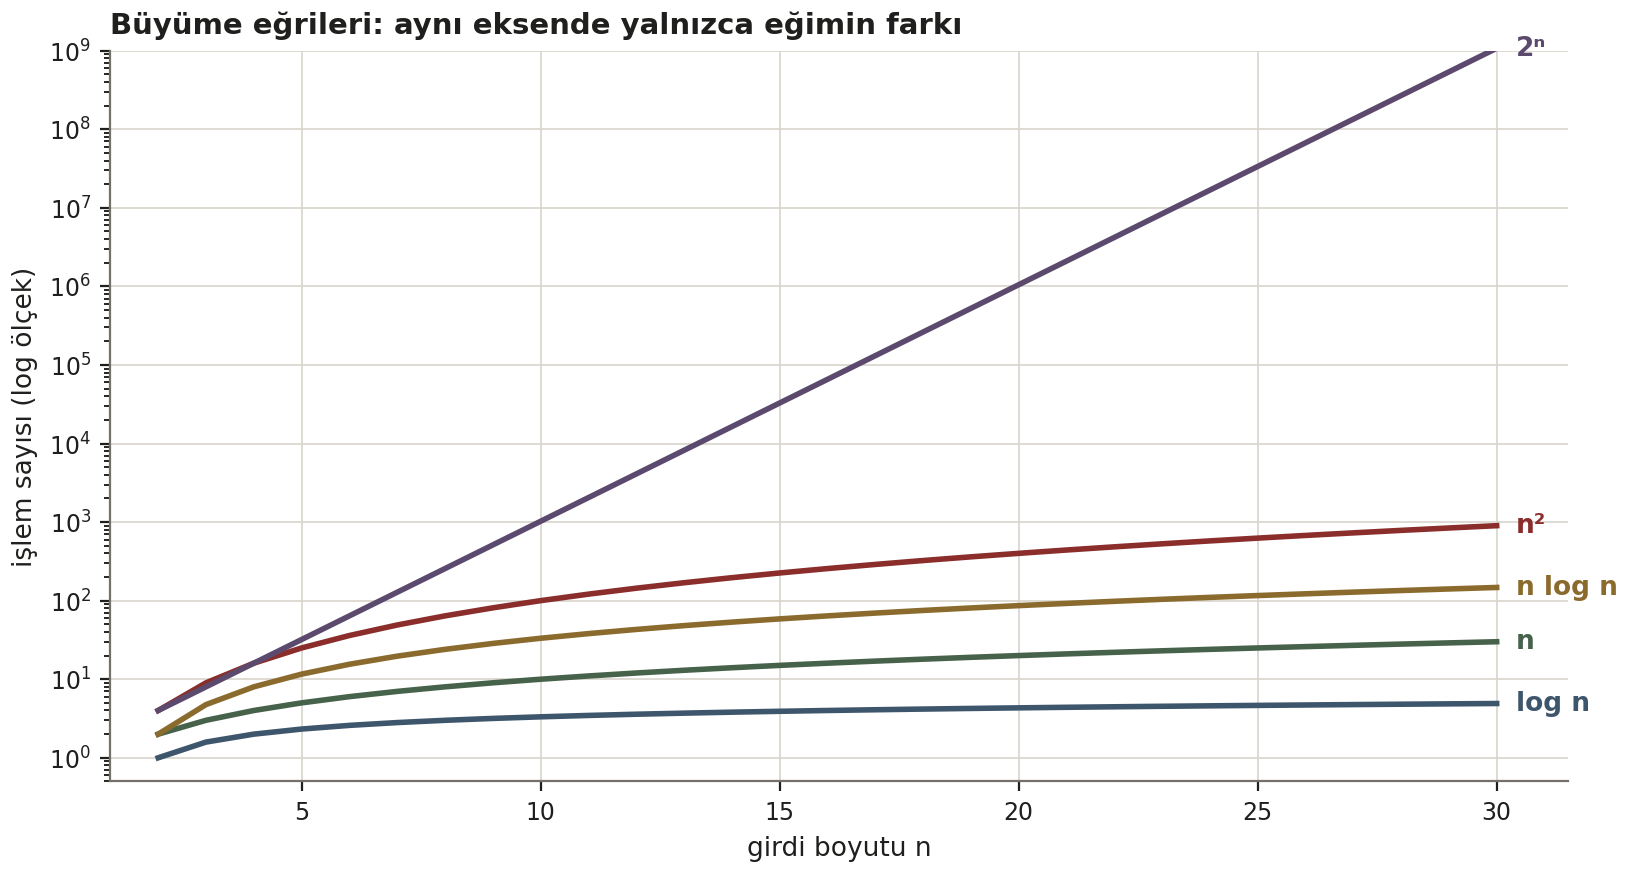 Büyüme eğrileri: aynı eksende yalnızca eğimin farkı
işlem sayısı (log ölçek)
10⁹
10⁸
10⁷
10⁶
10⁵
10⁴
10³
10²
10¹
10⁰
2ⁿ
n²
n log n
n
log n
5 10 15 20 25 30
girdi boyutu n